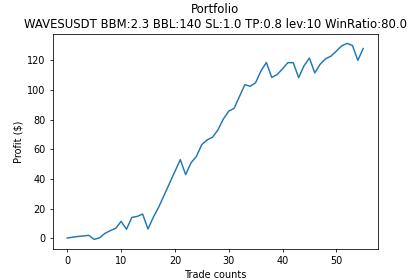 Portfolio
WAVESUSDT BBM:2.3 BBL:140 SL:1.0 TP:0.8 lev:10 WinRatio:80.0
120
100
80
60
40
20
0
Profit ($)
0 10 20 30 40 50
Trade counts